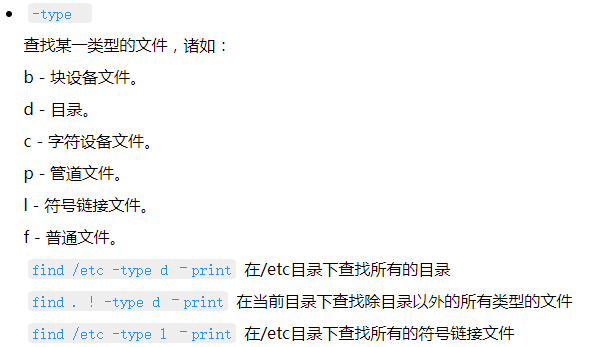 -type
查找某一类型的文件，诸如：
b - 块设备文件。
d - 目录。
c - 字符设备文件。
p - 管道文件。
l - 符号链接文件。
f - 普通文件。
find /etc -type d –print 在/etc目录下查找所有的目录
find . ! -type d –print 在当前目录下查找除目录以外的所有类型的文件
find /etc -type l –print 在/etc目录下查找所有的符号链接文件